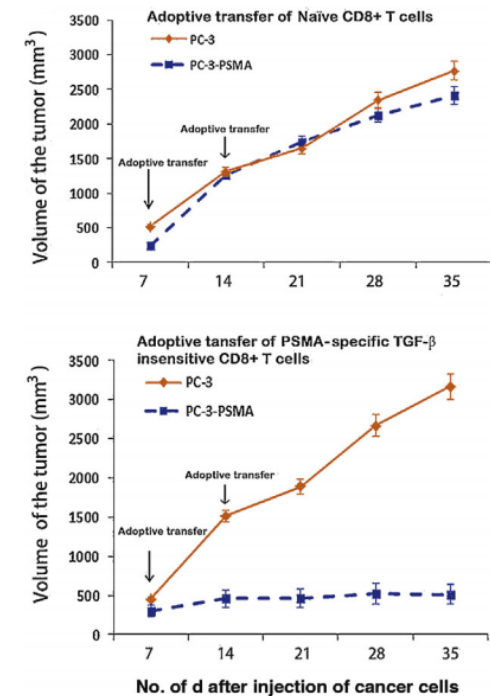 Adoptive transfer of Naïve CD8+ T cells
PC-3
PC-3-PSMA
Adoptive transfer
Adoptive transfer
Volume of the tumor (mm³)
3500
3000
2500
2000
1500
1000
500
0
7 14 21 28 35
Adoptive tansfer of PSMA-specific TGF-β
insensitive CD8+ T cells
PC-3
PC-3-PSMA
Adoptive transfer
Adoptive transfer
Volume of the tumor (mm³)
3500
3000
2500
2000
1500
1000
500
0
7 14 21 28 35
No. of d after injection of cancer cells